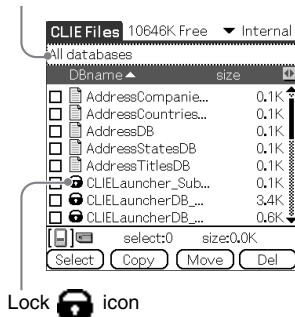 CLIE Files 10646K Free ▼ Internal
All databases
DBname ▲ size
AddressCompanie... 0.1K
AddressCountries... 0.1K
AddressDB 0.1K
AddressStatesDB 0.1K
AddressTitlesDB 0.1K
CLIELauncher_Sub... 0.1K
CLIELauncherDB_... 3.4K
CLIELauncherDB_... 0.6K
select:0 size:0.0K
Select Copy Move Del
Lock icon